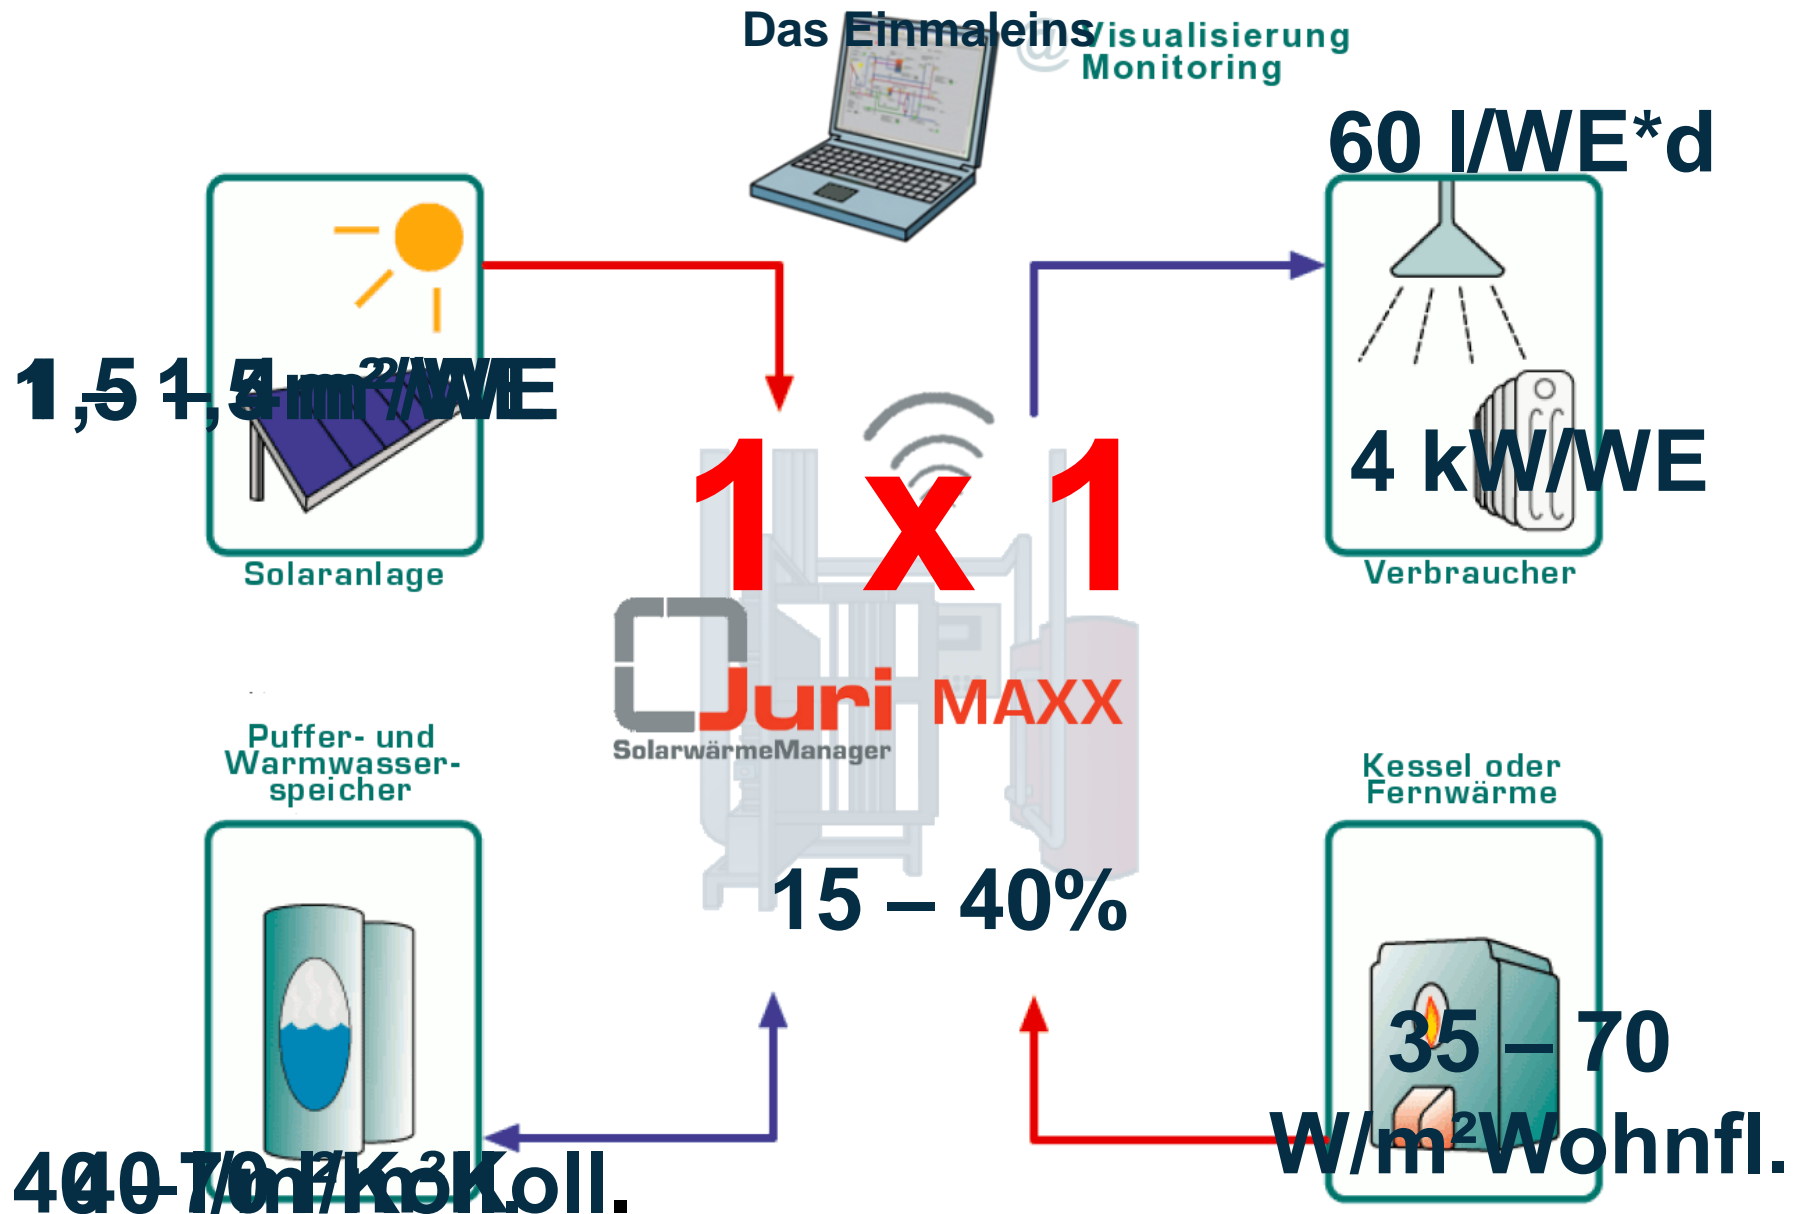 Das Einmaleins
@ Visualisierung
Monitoring
60 l/WE*d
4 kW/WE
1 x 1
Solaranlage
Verbraucher
Juri MAXX
SolarwärmeManager
Puffer- und
Warmwasser-
speicher
Kessel oder
Fernwärme
15 – 40%
35 – 70
W/m²Wohnfl.